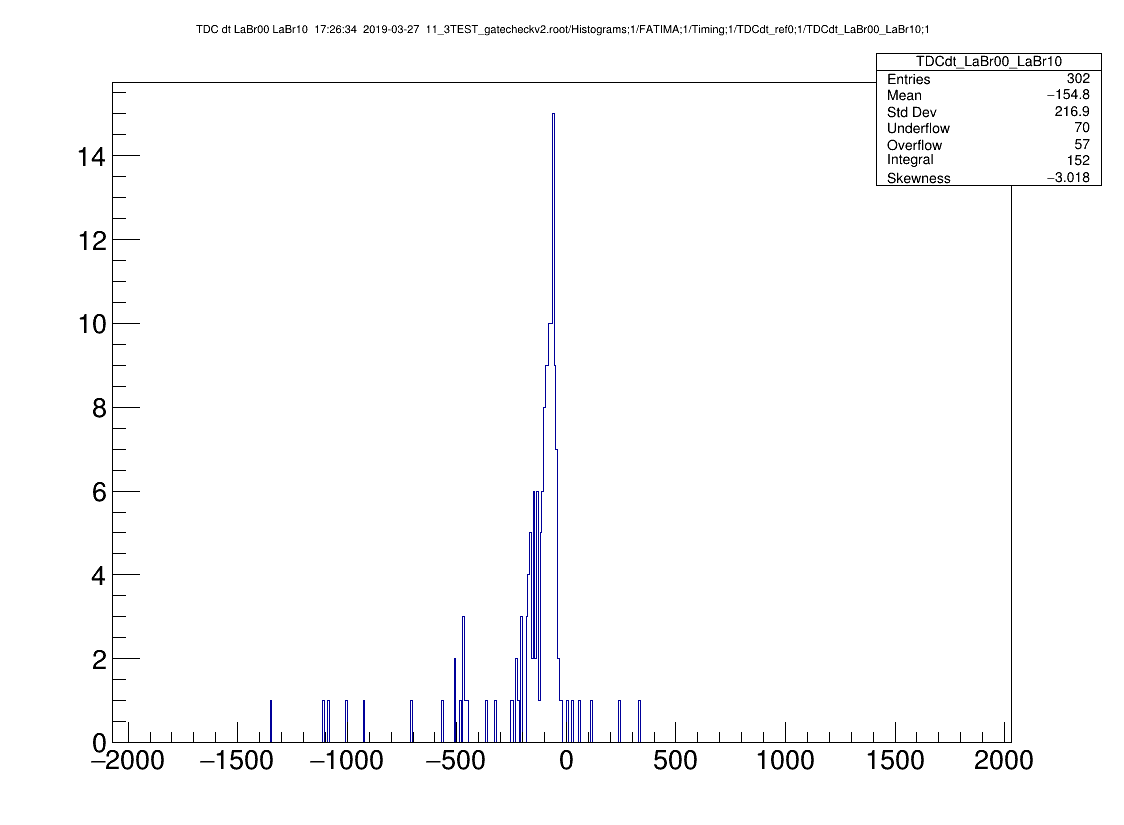 TDC dt LaBr00 LaBr10 17:26:34 2019-03-27 11_3TEST_gatecheckv2.root/Histograms;1/FATIMA;1/Timing;1/TDCdt_ref0;1/TDCdt_LaBr00_LaBr10;1
TDCdt_LaBr00_LaBr10
Entries 302
Mean −154.8
Std Dev 216.9
Underflow 70
Overflow 57
Integral 152
Skewness −3.018
14
12
10
8
6
4
2
0
−2000 −1500 −1000 −500 0 500 1000 1500 2000